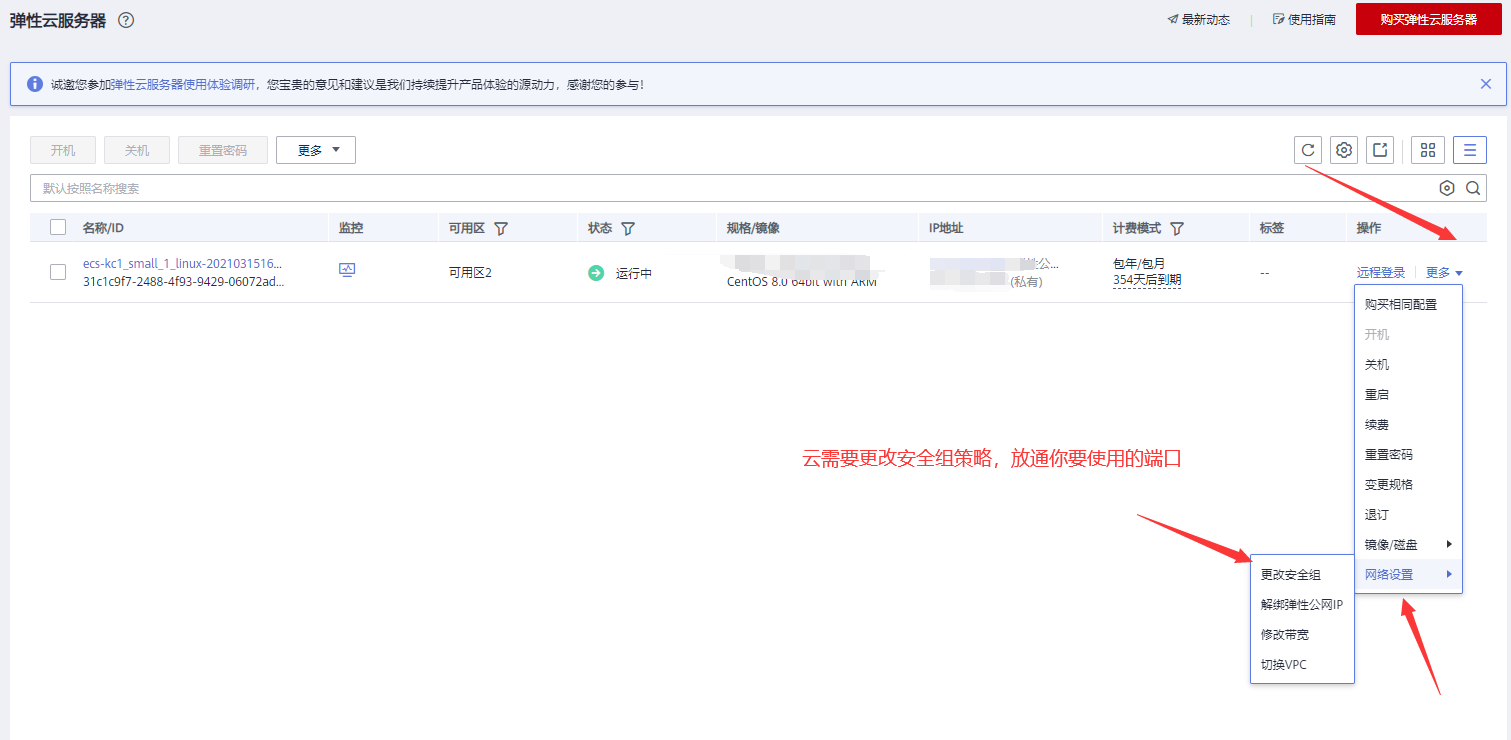 弹性云服务器
最新动态
使用指南
购买弹性云服务器
诚邀您参加弹性云服务器使用体验调研，您宝贵的意见和建议是我们持续提升产品体验的源动力，感谢您的参与！
开机
关机
重置密码
更多
默认按照名称搜索
名称/ID
监控
可用区
状态
规格/镜像
IP地址
计费模式
标签
操作
ecs-kc1_small_1_linux-2021031516...
31c1c9f7-2488-4f93-9429-06072ad...
可用区2
运行中
CentOS 8.0 64bit with ARM
公...
(私有)
包年/包月
354天后到期
--
远程登录
更多
购买相同配置
开机
关机
重启
续费
重置密码
变更规格
退订
镜像/磁盘
网络设置
云需要更改安全组策略，放通你要使用的端口
更改安全组
解绑弹性公网IP
修改带宽
切换VPC